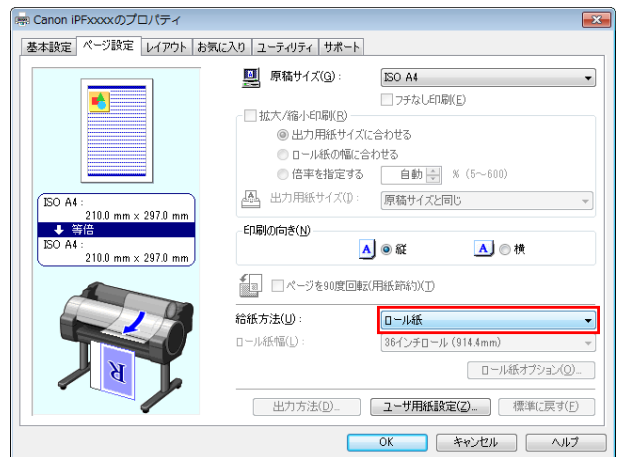 Canon iPFxxxxのプロパティ
基本設定 ページ設定 レイアウト お気に入り ユーティリティ サポート
原稿サイズ(G) : ISO A4
フチなし印刷(E)
拡大/縮小印刷(R)
出力用紙サイズに合わせる
ロール紙の幅に合わせる
倍率を指定する 自動 % (5～600)
出力用紙サイズ(I) : 原稿サイズと同じ
ISO A4 :
210.0 mm x 297.0 mm
等倍
ISO A4 :
210.0 mm x 297.0 mm
印刷の向き(N)
A 縦 A 横
ページを90度回転(用紙節約)(T)
給紙方法(U) : ロール紙
ロール紙幅(L) : 36インチロール (914.4mm)
ロール紙オプション(O)...
出力方法(D)... ユーザ用紙設定(Z)... 標準に戻す(F)
R
OK キャンセル ヘルプ